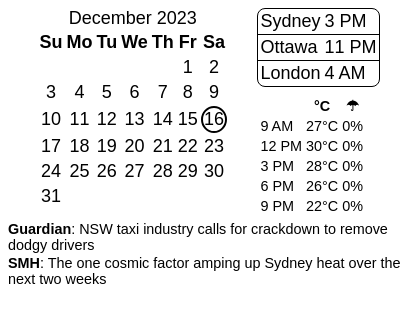 December 2023
Su Mo Tu We Th Fr Sa
1 2
3 4 5 6 7 8 9
10 11 12 13 14 15 16
17 18 19 20 21 22 23
24 25 26 27 28 29 30
31
Sydney 3 PM
Ottawa 11 PM
London 4 AM
°C ☂
9 AM 27°C 0%
12 PM 30°C 0%
3 PM 28°C 0%
6 PM 26°C 0%
9 PM 22°C 0%
Guardian: NSW taxi industry calls for crackdown to remove
dodgy drivers
SMH: The one cosmic factor amping up Sydney heat over the
next two weeks